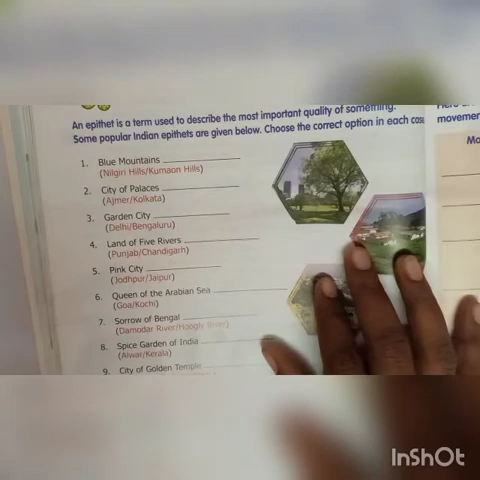 An epithet is a term used to describe the most important quality of something.
Some popular Indian epithets are given below. Choose the correct option in each case
movemen
Ma
1. Blue Mountains
(Nilgiri Hills/Kumaon Hills)
2. City of Palaces
(Ajmer/Kolkata)
3. Garden City
(Delhi/Bengaluru)
4. Land of Five Rivers
(Punjab/Chandigarh)
5. Pink City
(Jodhpur/Jaipur)
6. Queen of the Arabian Sea
(Goa/Kochi)
7. Sorrow of Bengal
(Damodar River/Hoogly River)
8. Spice Garden of India
(Alwar/Kerala)
9. City of Golden Temple
InShOt